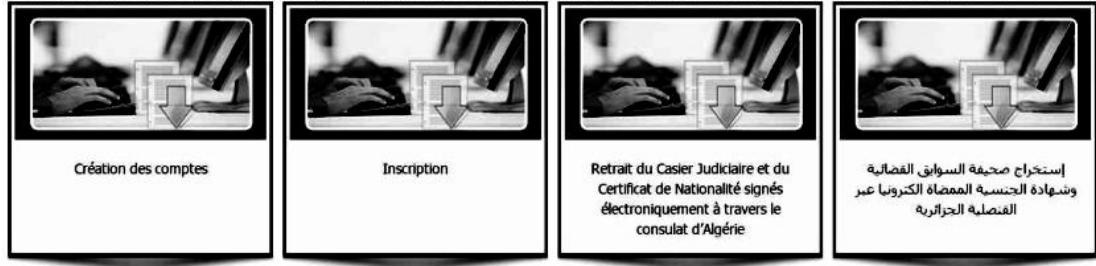 Création des comptes
Inscription
Retrait du Casier Judiciaire et du
Certificat de Nationalité signés
électroniquement à travers le
consulat d'Algérie
إستخراج صحيفة السوابق القضائية
وشهادة الجنسية الممضاة الكترونيا عبر
القنصلية الجزائرية